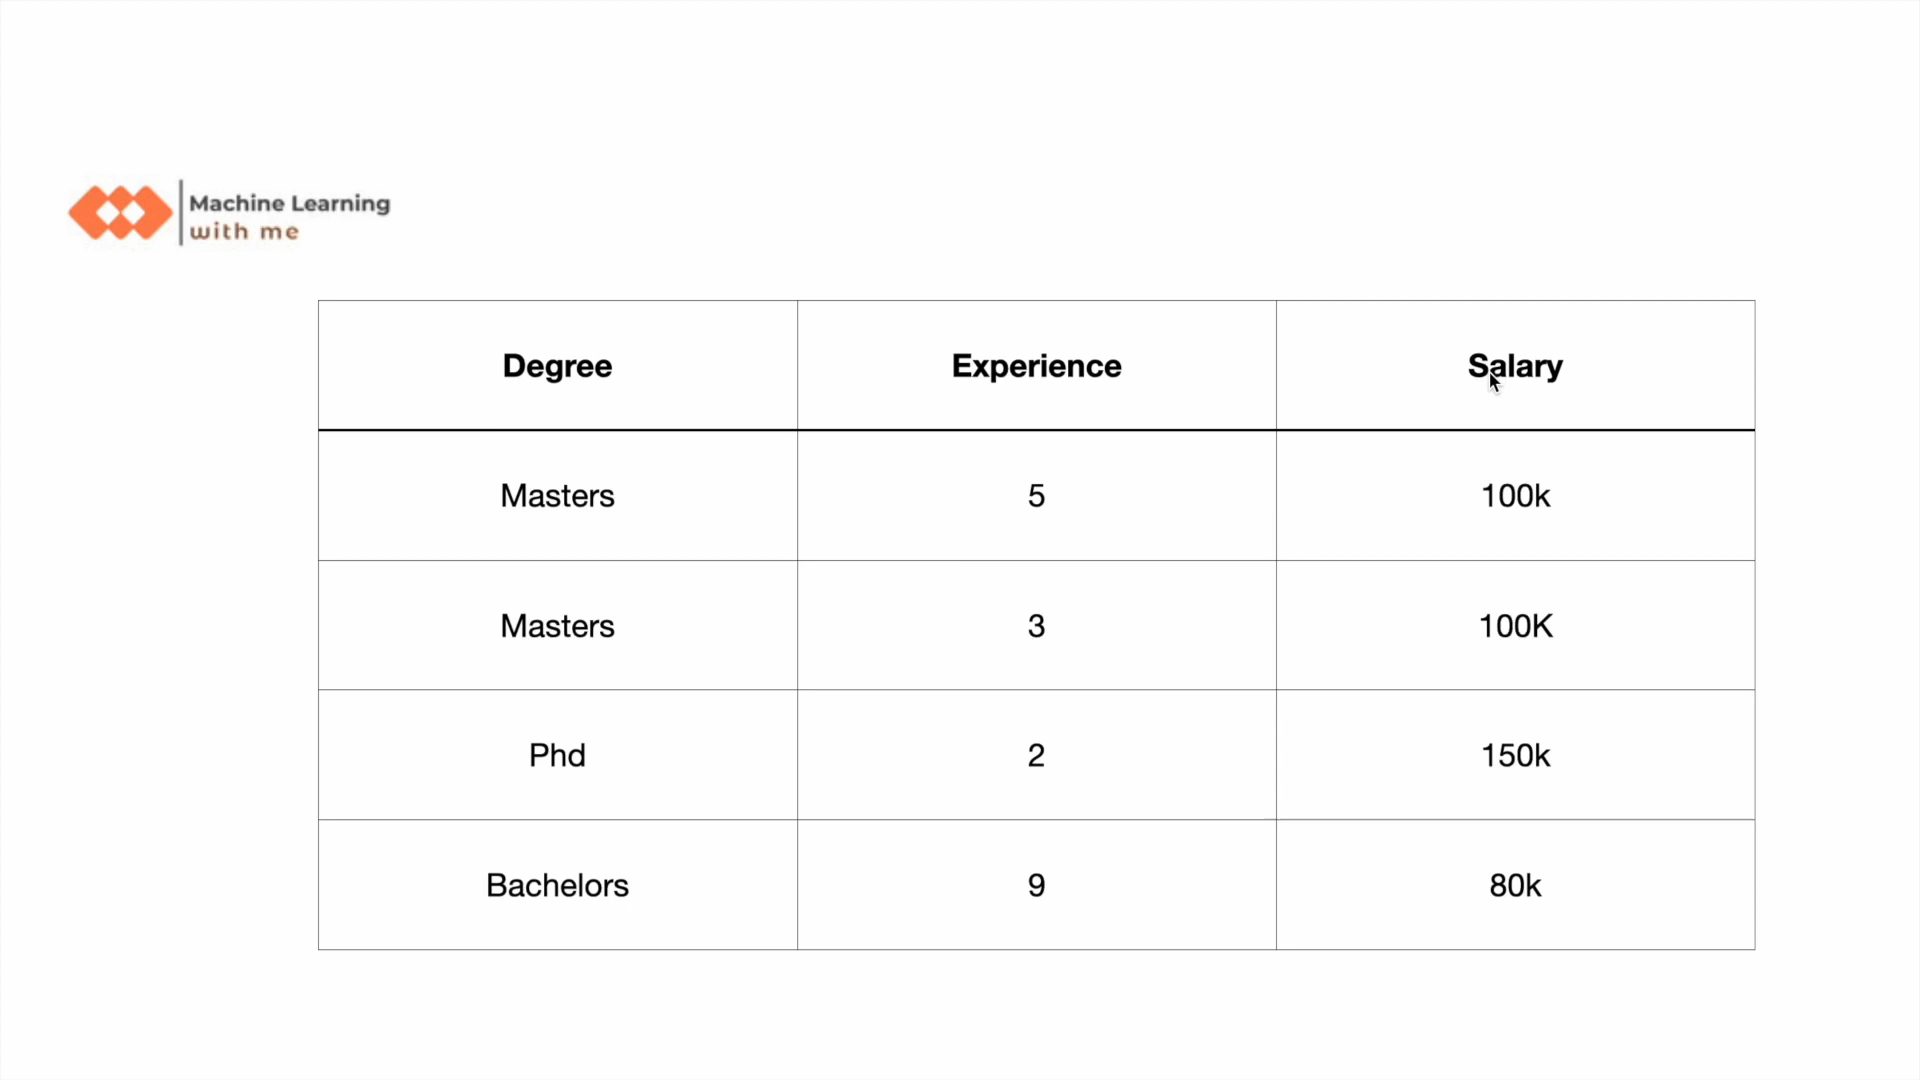 Machine Learning
with me
Degree Experience Salary
Masters 5 100k
Masters 3 100K
Phd 2 150k
Bachelors 9 80k